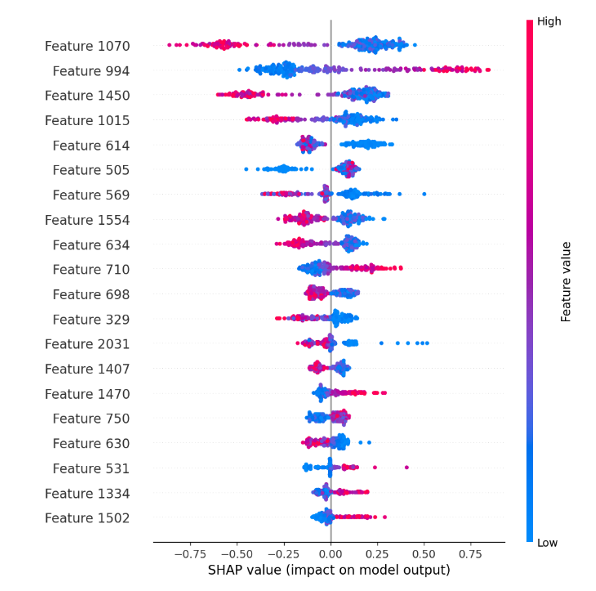 High
Feature 1070
Feature 994
Feature 1450
Feature 1015
Feature 614
Feature 505
Feature 569
Feature 1554
Feature 634
Feature 710
Feature 698
Feature 329
Feature 2031
Feature 1407
Feature 1470
Feature 750
Feature 630
Feature 531
Feature 1334
Feature 1502
Feature value
Low
−0.75 −0.50 −0.25 0.00 0.25 0.50 0.75
SHAP value (impact on model output)